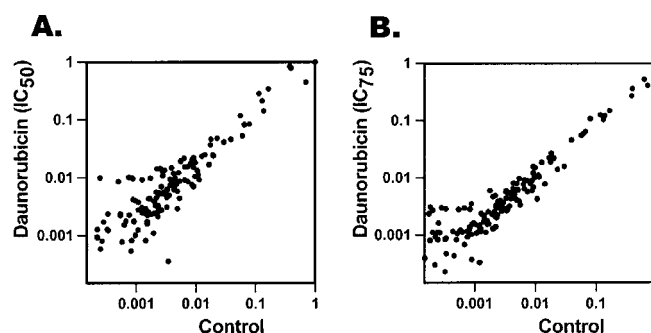 A.
B.
Daunorubicin (IC50)
1
0.1
0.01
0.001
0.001 0.01 0.1 1
Control
Daunorubicin (IC75)
1
0.1
0.01
0.001
0.001 0.01 0.1
Control